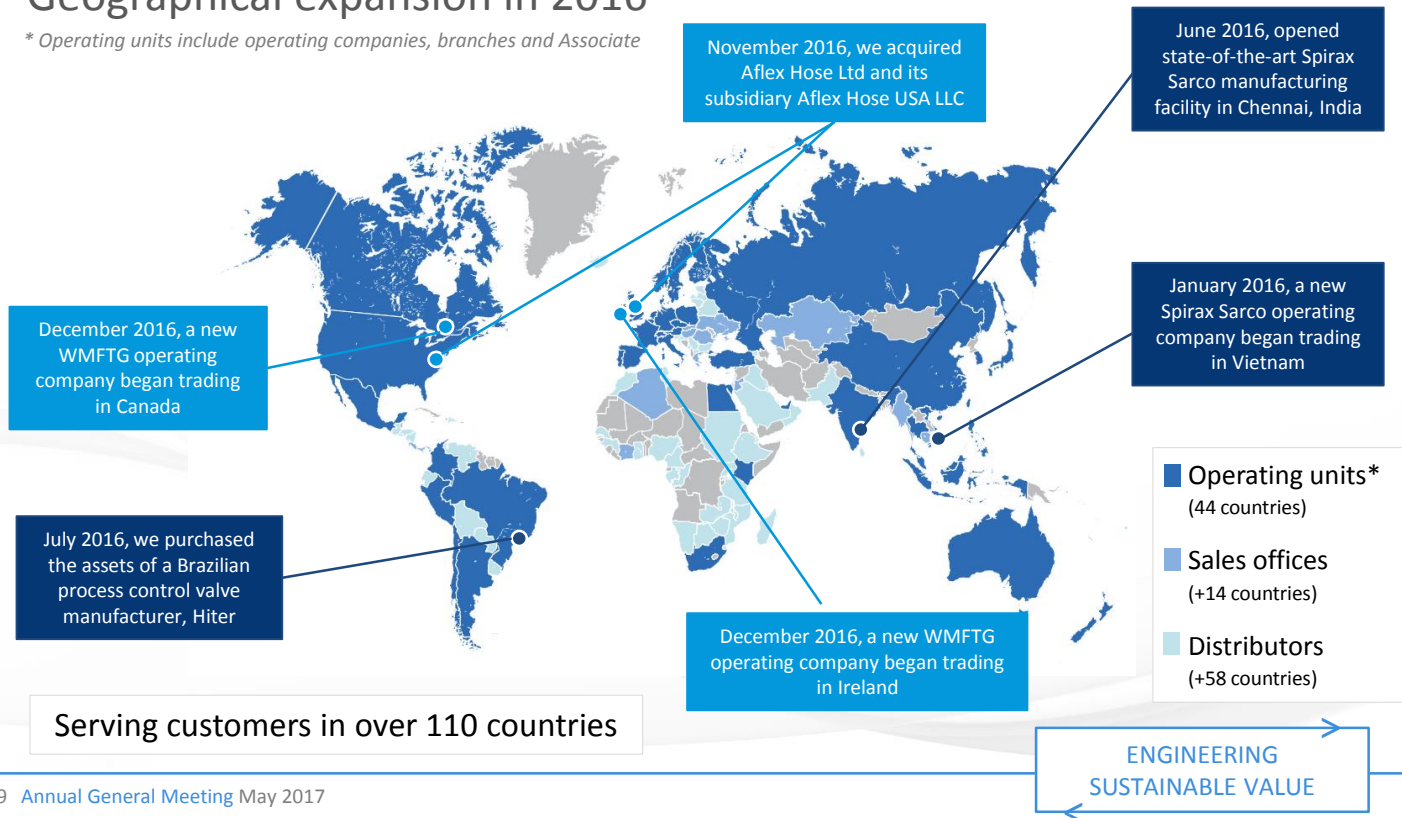 Geographical expansion in 2016
* Operating units include operating companies, branches and Associate
November 2016, we acquired
Aflex Hose Ltd and its
subsidiary Aflex Hose USA LLC
June 2016, opened
state-of-the-art Spirax
Sarco manufacturing
facility in Chennai, India
December 2016, a new
WMFTG operating
company began trading
in Canada
January 2016, a new
Spirax Sarco operating
company began trading
in Vietnam
July 2016, we purchased
the assets of a Brazilian
process control valve
manufacturer, Hiter
December 2016, a new WMFTG
operating company began trading
in Ireland
Operating units*
(44 countries)
Sales offices
(+14 countries)
Distributors
(+58 countries)
Serving customers in over 110 countries
ENGINEERING
SUSTAINABLE VALUE
9 Annual General Meeting May 2017